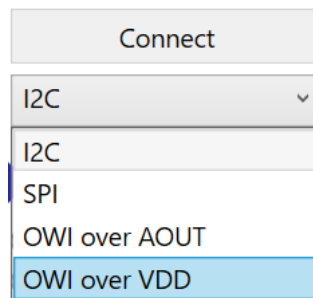 Connect
I2C
I2C
SPI
OWI over AOUT
OWI over VDD